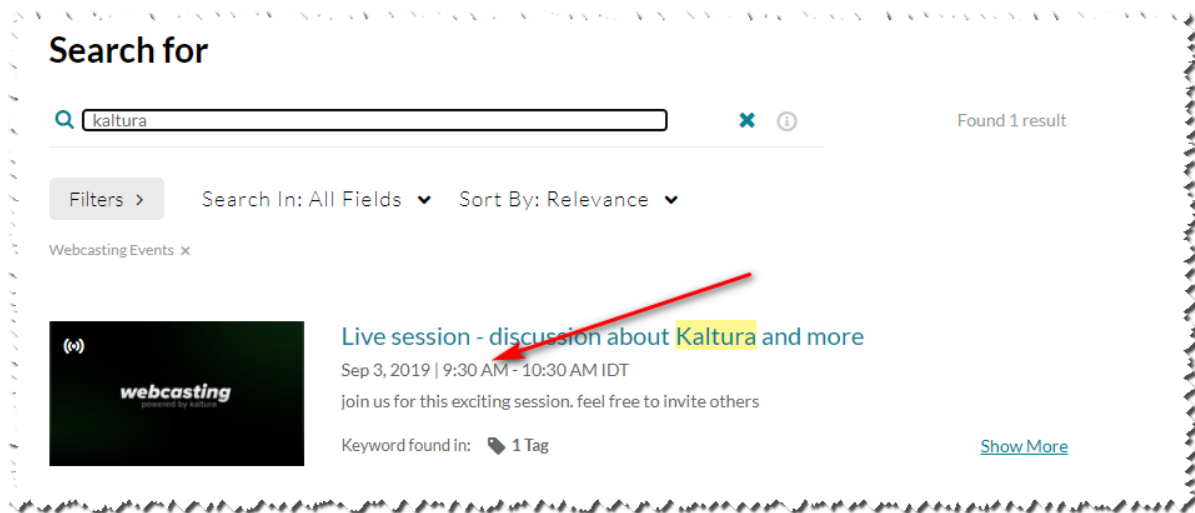 Search for
kaltura
Found 1 result
Filters >
Search In: All Fields
Sort By: Relevance
Webcasting Events ×
webcasting
powered by kaltura
Live session - discussion about Kaltura and more
Sep 3, 2019 | 9:30 AM - 10:30 AM IDT
join us for this exciting session. feel free to invite others
Keyword found in: 1 Tag
Show More